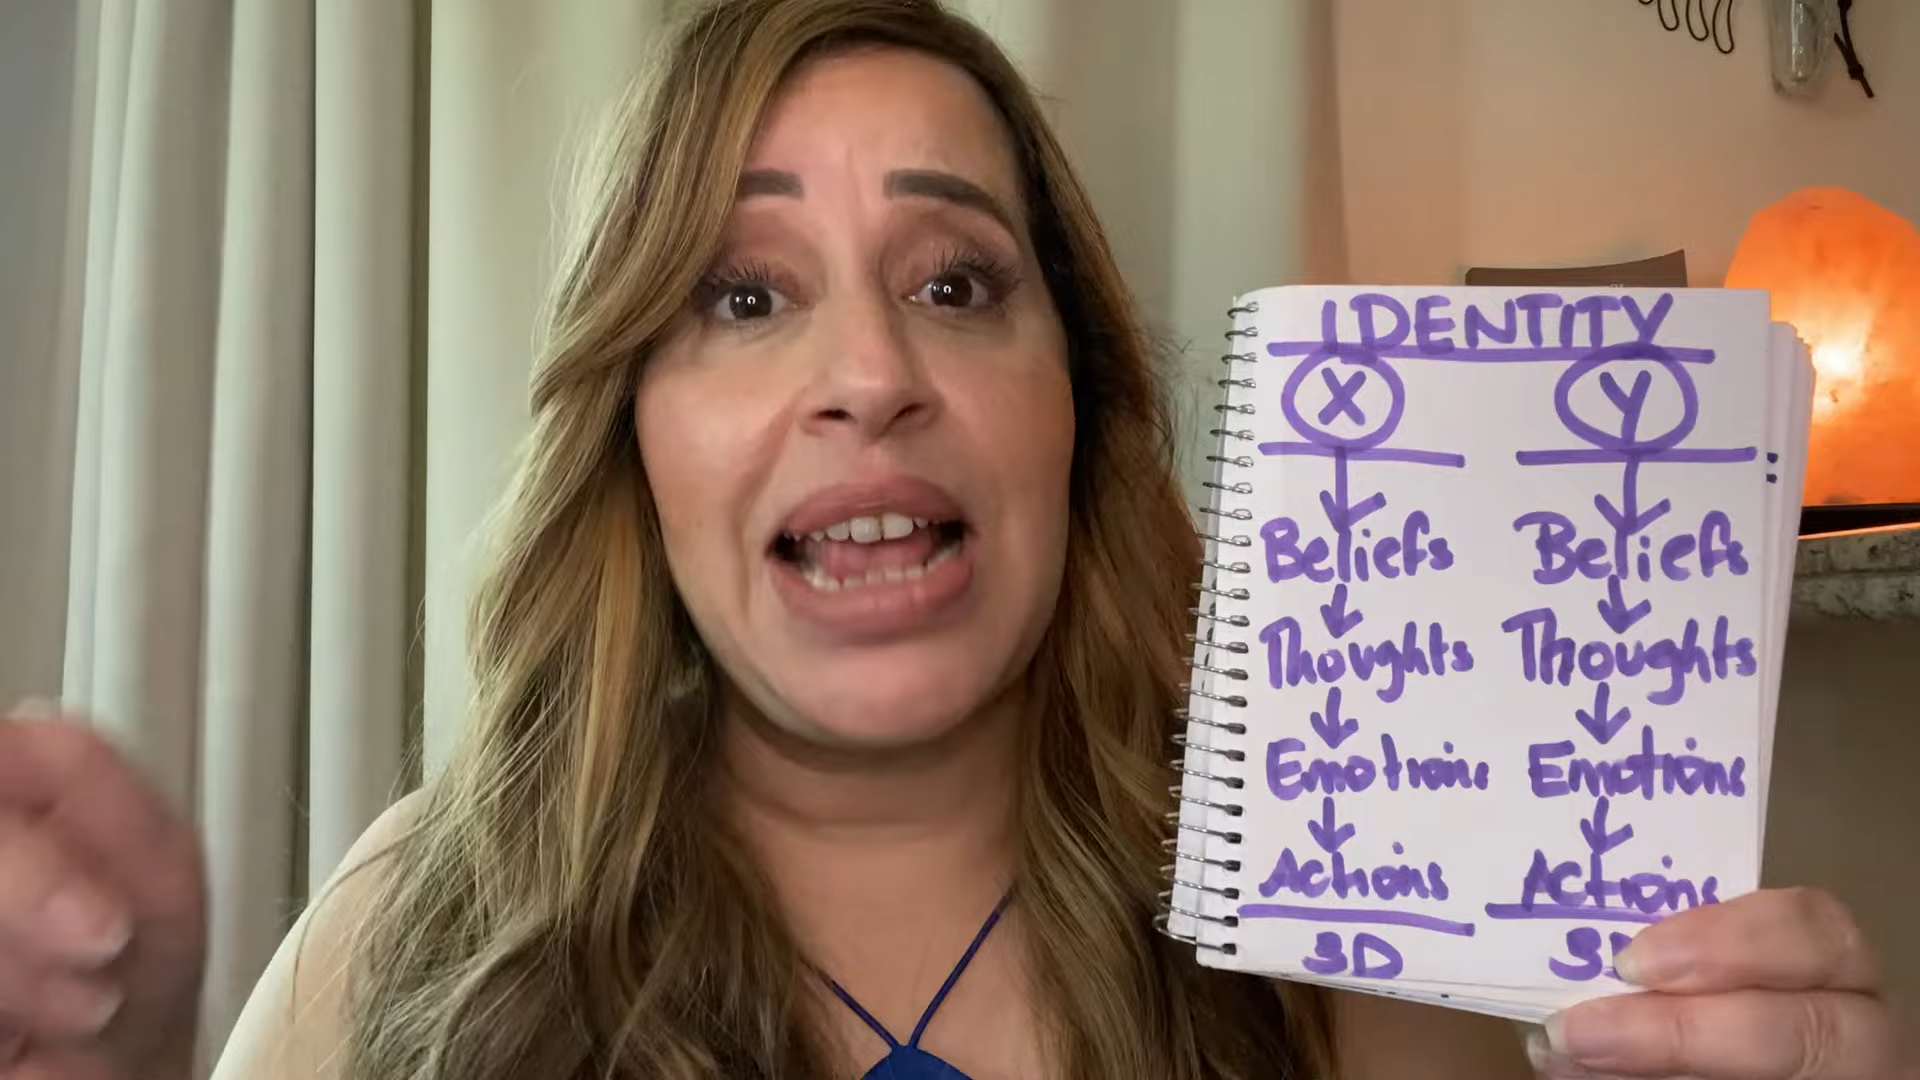 IDENTITY
X Y
Beliefs Beliefs
Thoughts Thoughts
Emotions Emotions
Actions Actions
3D